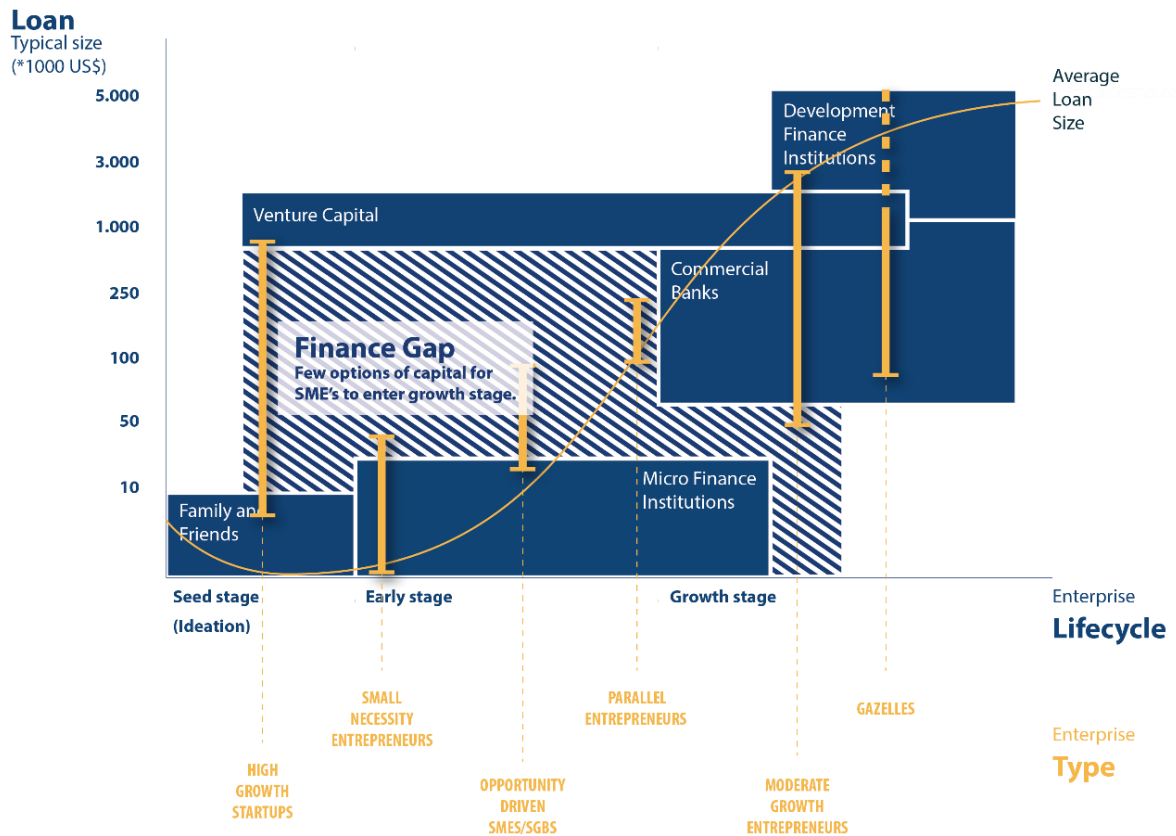 Loan
Typical size
(*1000 US$)
5.000
3.000
1.000
250
100
50
10
Average
Loan
Size
Development
Finance
Institutions
Venture Capital
Commercial
Banks
Finance Gap
Few options of capital for
SME's to enter growth stage.
Micro Finance
Institutions
Family and
Friends
Seed stage
(Ideation)
Early stage
Growth stage
Enterprise
Lifecycle
SMALL
NECESSITY
ENTREPRENEURS
PARALLEL
ENTREPRENEURS
GAZELLES
Enterprise
Type
HIGH
GROWTH
STARTUPS
OPPORTUNITY
DRIVEN
SMES/SGBS
MODERATE
GROWTH
ENTREPRENEURS